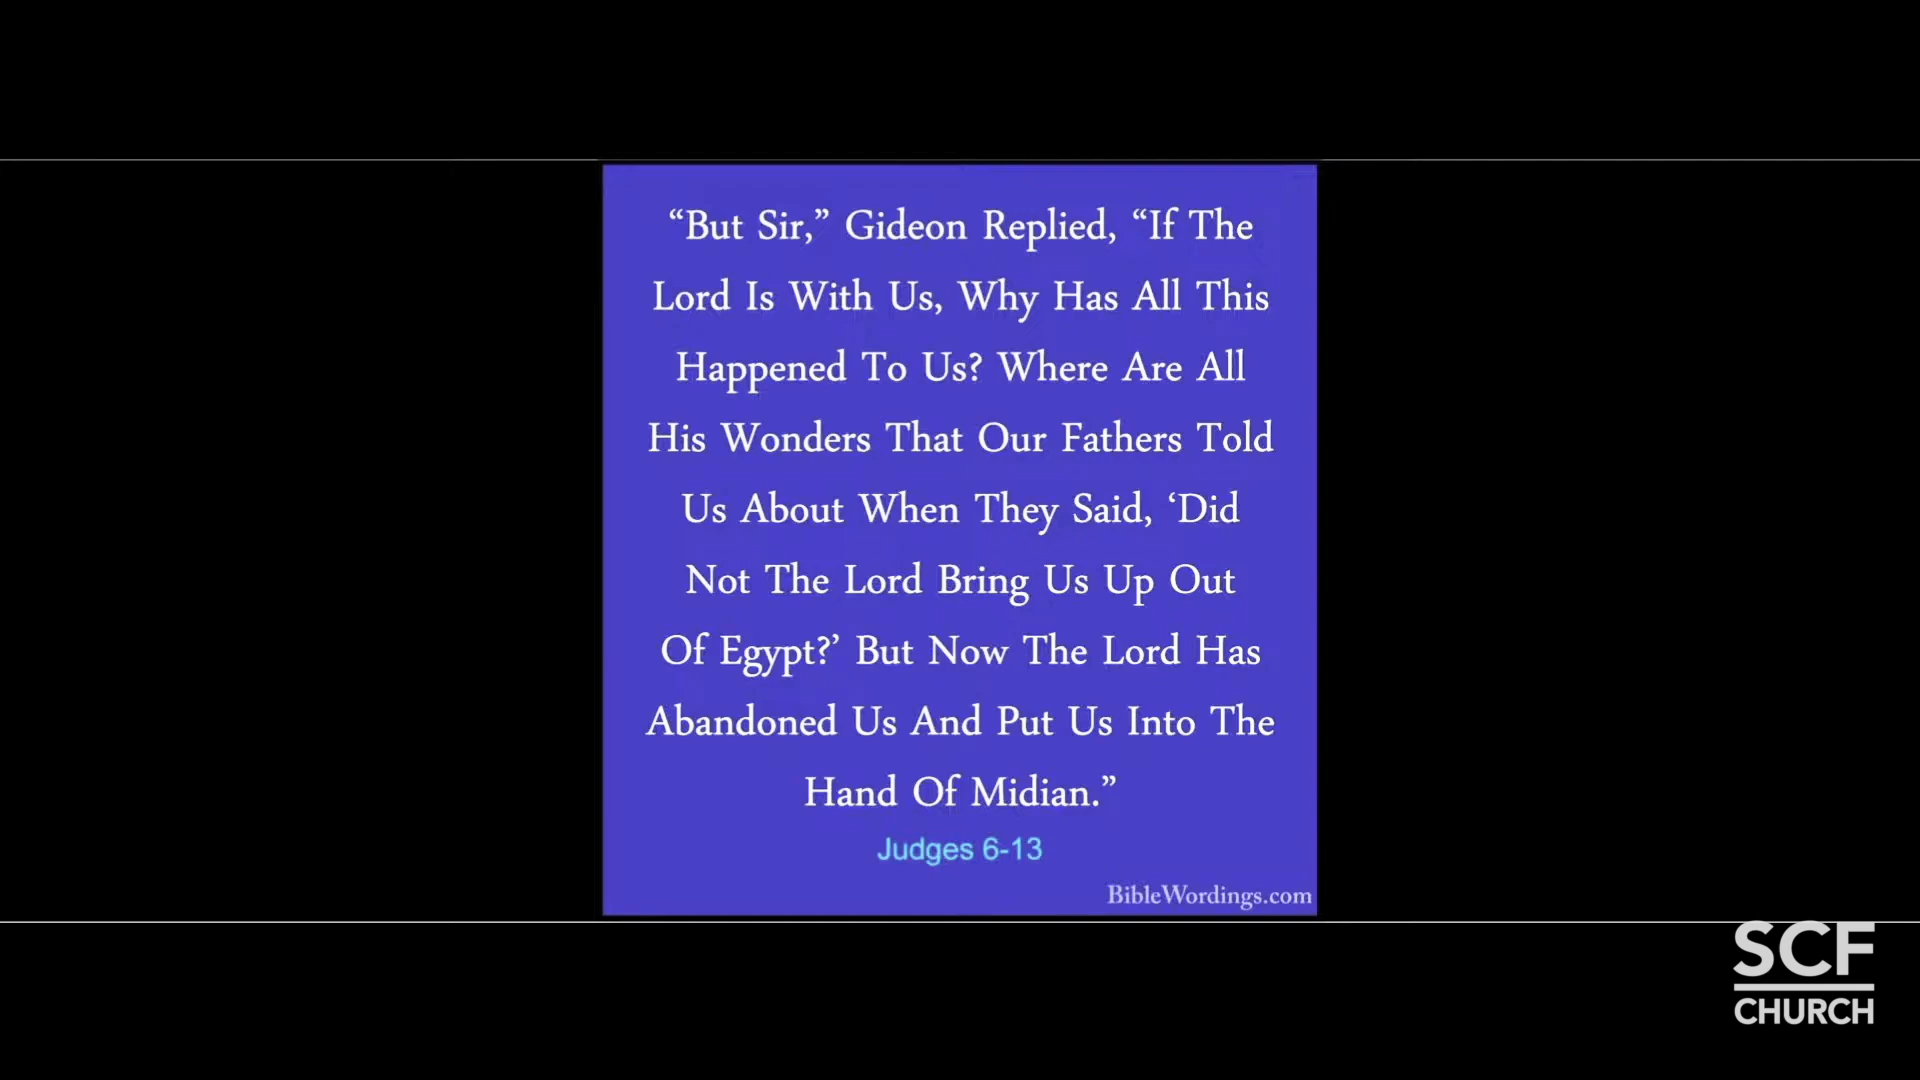 “But Sir,” Gideon Replied, “If The
Lord Is With Us, Why Has All This
Happened To Us? Where Are All
His Wonders That Our Fathers Told
Us About When They Said, ‘Did
Not The Lord Bring Us Up Out
Of Egypt?’ But Now The Lord Has
Abandoned Us And Put Us Into The
Hand Of Midian.”
Judges 6-13
BibleWordings.com
SCF
CHURCH